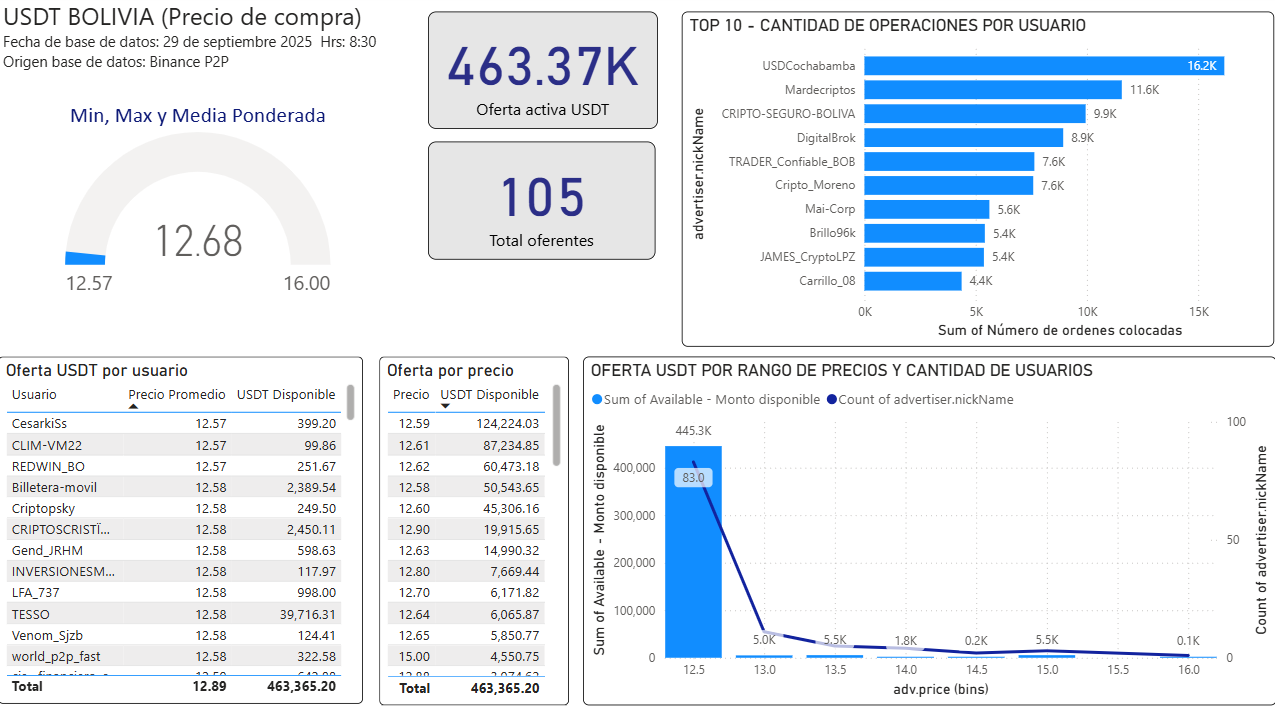 USDT BOLIVIA (Precio de compra)
Fecha de base de datos: 29 de septiembre 2025 Hrs: 8:30
Origen base de datos: Binance P2P
Min, Max y Media Ponderada
12.68
12.57
16.00
463.37K
Oferta activa USDT
105
Total oferentes
TOP 10 - CANTIDAD DE OPERACIONES POR USUARIO
advertiser.nickName
USDCochabamba 16.2K
Mardecriptos 11.6K
CRIPTO-SEGURO-BOLIVA 9.9K
DigitalBrok 8.9K
TRADER_Confiable_BOB 7.6K
Cripto_Moreno 7.6K
Mai-Corp 5.6K
Brillo96k 5.4K
JAMES_CryptoLPZ 5.4K
Carrillo_08 4.4K
0K 5K 10K 15K
Sum of Número de ordenes colocadas
Oferta USDT por usuario
Usuario Precio Promedio USDT Disponible
CesarkiSs 12.57 399.20
CLIM-VM22 12.57 99.86
REDWIN_BO 12.57 251.67
Billetera-movil 12.58 2,389.54
Criptopsky 12.58 249.50
CRIPTOSCRISTÏ... 12.58 2,450.11
Gend_JRHM 12.58 598.63
INVERSIONESM... 12.58 117.97
LFA_737 12.58 998.00
TESSO 12.58 39,716.31
Venom_Sjzb 12.58 124.41
world_p2p_fast 12.58 322.58
Total 12.89 463,365.20
Oferta por precio
Precio USDT Disponible
12.59 124,224.03
12.61 87,234.85
12.62 60,473.18
12.58 50,543.65
12.60 45,306.16
12.90 19,915.65
12.63 14,990.32
12.80 7,669.44
12.70 6,171.82
12.64 6,065.87
12.65 5,850.77
15.00 4,550.75
Total 463,365.20
OFERTA USDT POR RANGO DE PRECIOS Y CANTIDAD DE USUARIOS
Sum of Available - Monto disponible Count of advertiser.nickName
Sum of Available - Monto disponible
400,000
300,000
200,000
100,000
0
445.3K
83.0
5.0K 5.5K 1.8K 0.2K 5.5K 0.1K
12.5 13.0 13.5 14.0 14.5 15.0 15.5 16.0
adv.price (bins)
100
50
0
Count of advertiser.nickName